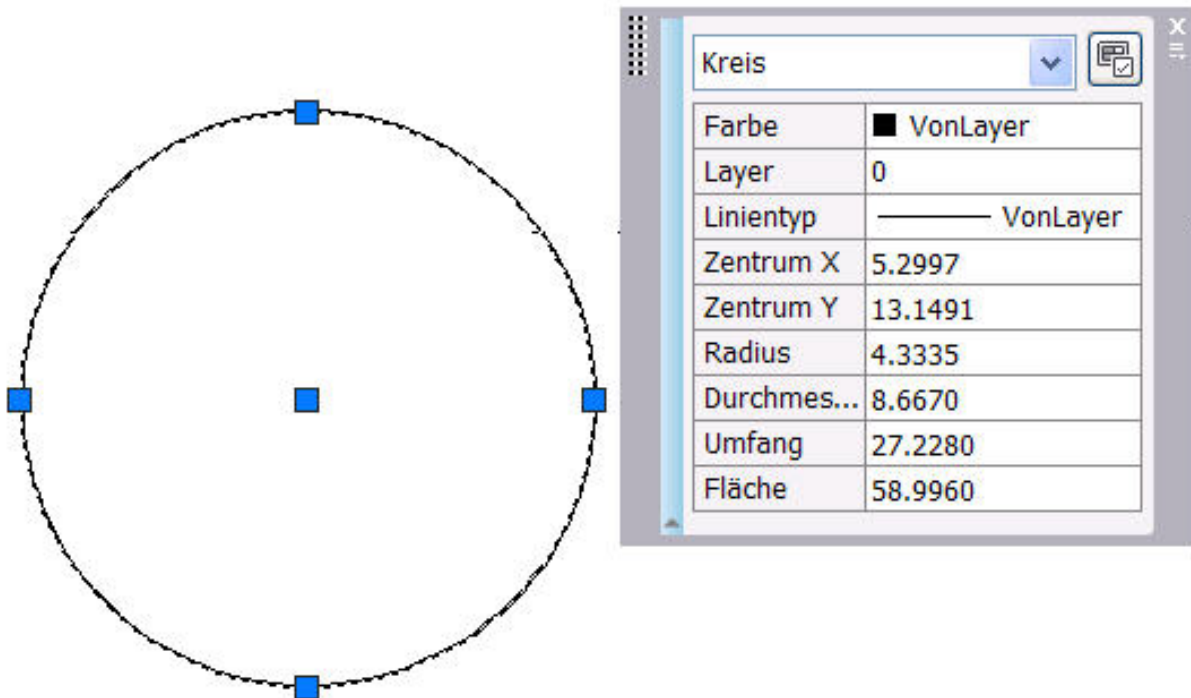 Kreis
Farbe VonLayer
Layer 0
Linientyp VonLayer
Zentrum X 5.2997
Zentrum Y 13.1491
Radius 4.3335
Durchmes... 8.6670
Umfang 27.2280
Fläche 58.9960